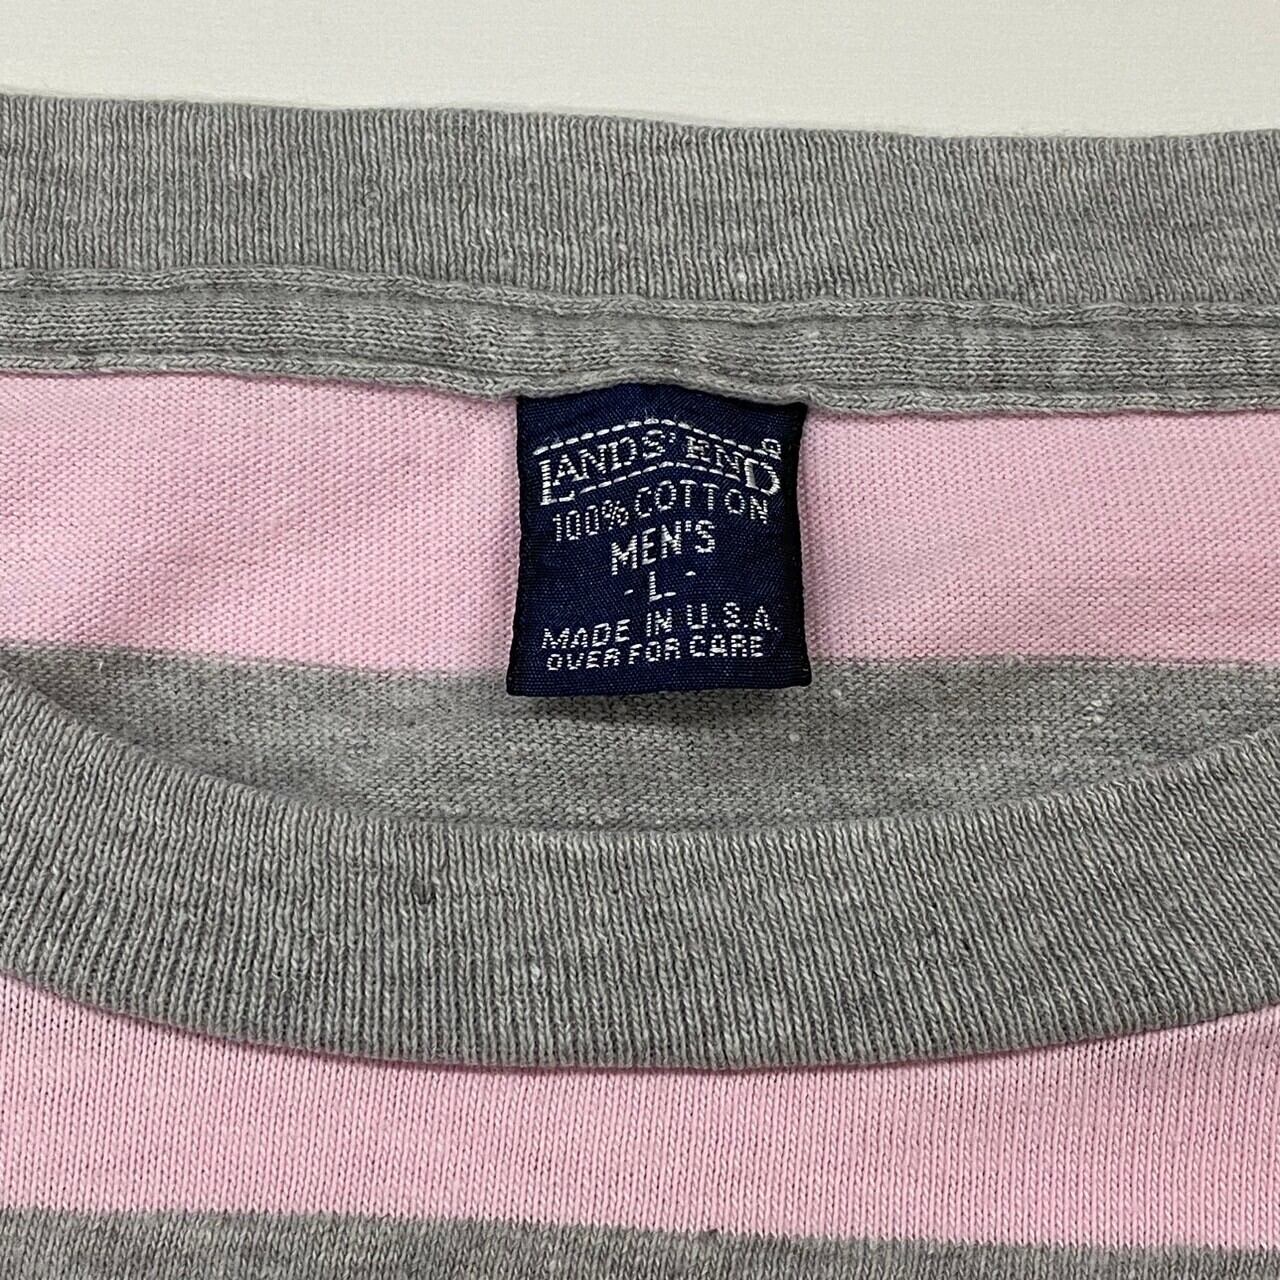 LANDS' END®
100% COTTON
MEN'S
- L -
MADE IN U.S.A.
OVER FOR CARE